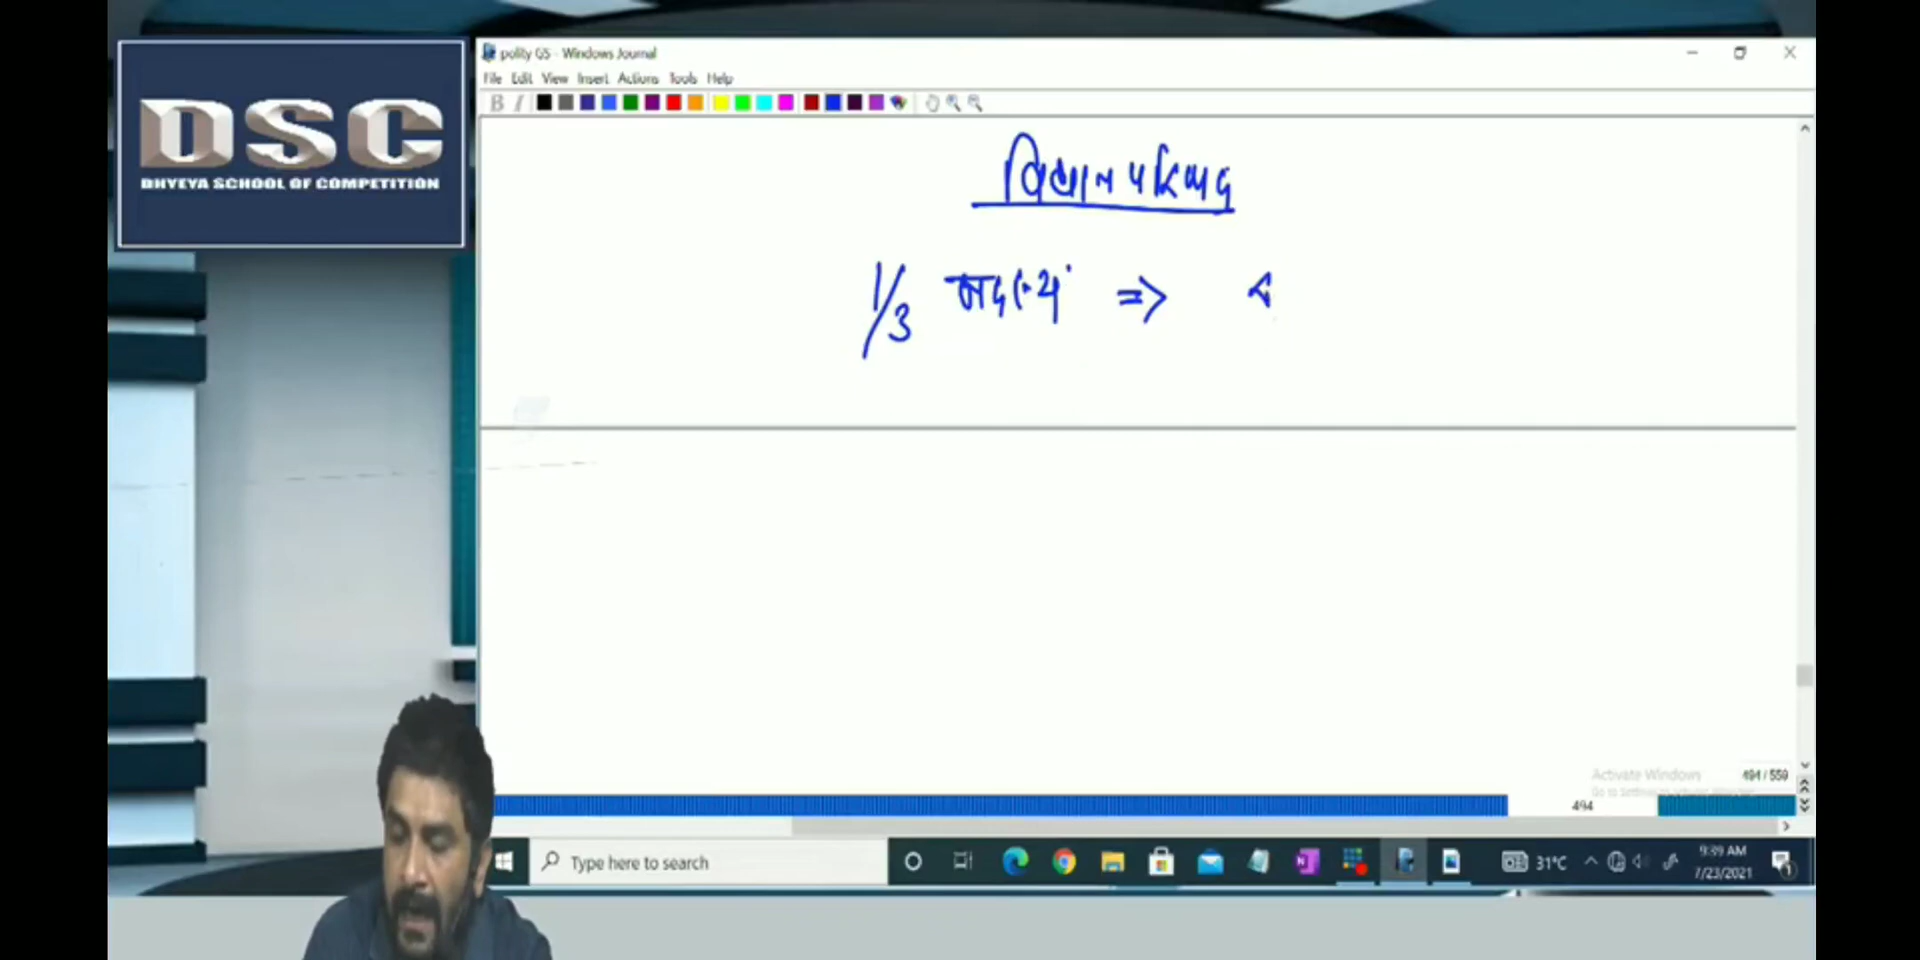 DSC
DHYEYA SCHOOL OF COMPETITION
polity GS - Windows Journal
File Edit View Insert Actions Tools Help
B I
विधान परिषद
1/3 सदस्यों ⇒
Activate Windows
494 / 559
494
Type here to search
31°C
9:39 AM
7/23/2021
1